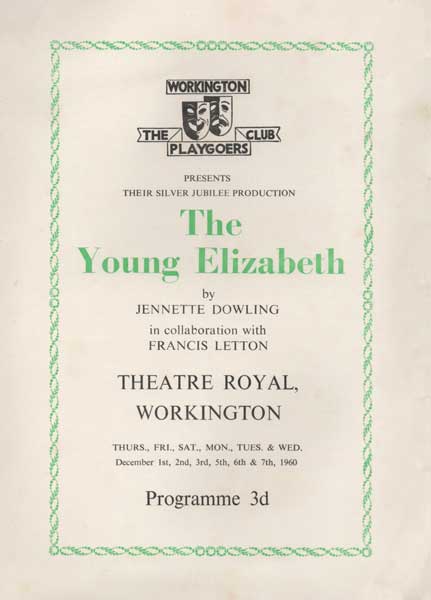 WORKINGTON
THE CLUB
PLAYGOERS
PRESENTS
THEIR SILVER JUBILEE PRODUCTION
The
Young Elizabeth
by
JENNETTE DOWLING
in collaboration with
FRANCIS LETTON
THEATRE ROYAL,
WORKINGTON
THURS., FRI., SAT., MON., TUES. & WED.
December 1st, 2nd, 3rd, 5th, 6th & 7th, 1960
Programme 3d